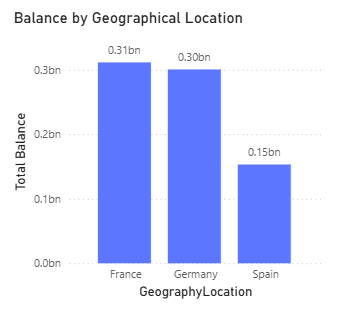 Balance by Geographical Location
0.31bn
0.30bn
0.15bn
0.3bn
0.2bn
0.1bn
0.0bn
Total Balance
France Germany Spain
GeographyLocation